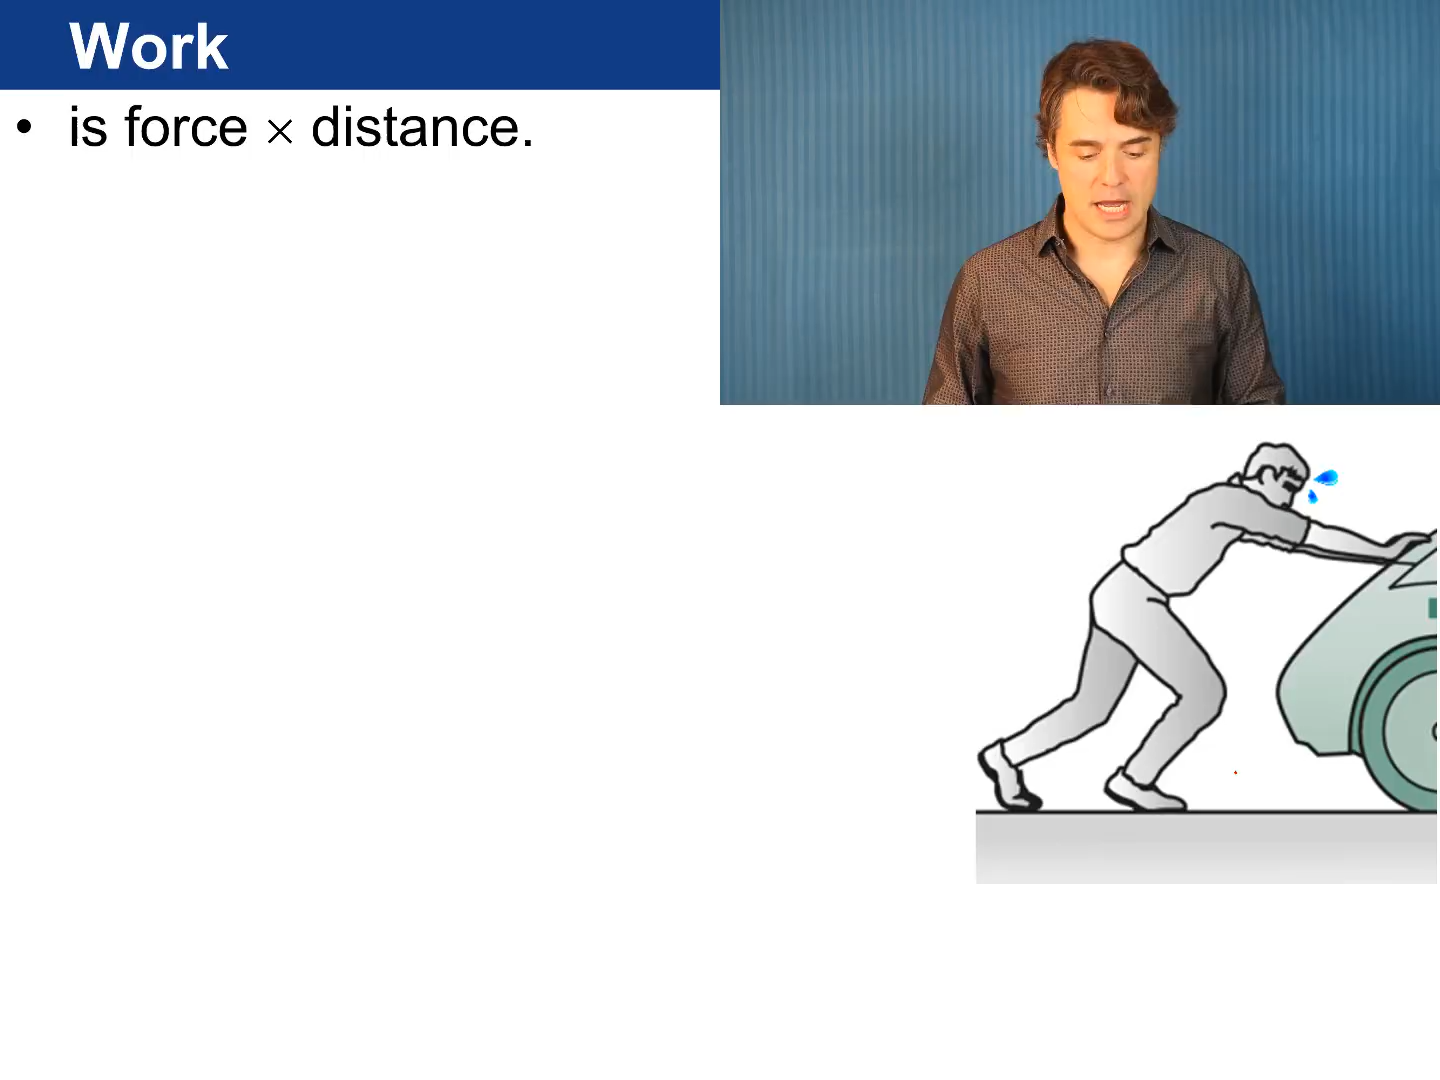 Work
• is force × distance.